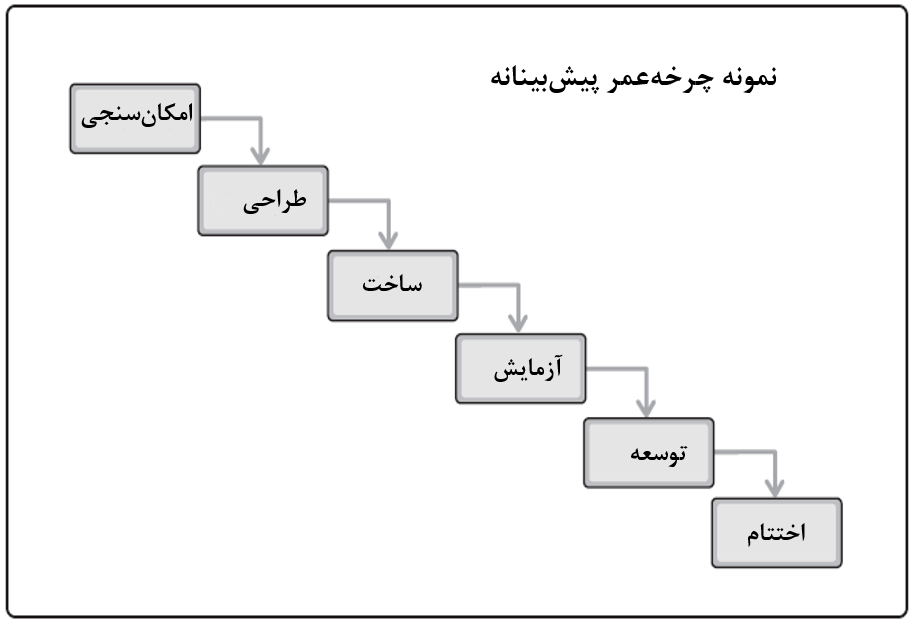 نمونه چرخه‌عمر پیش‌بینانه
امکان‌سنجی
طراحی
ساخت
آزمایش
توسعه
اختتام